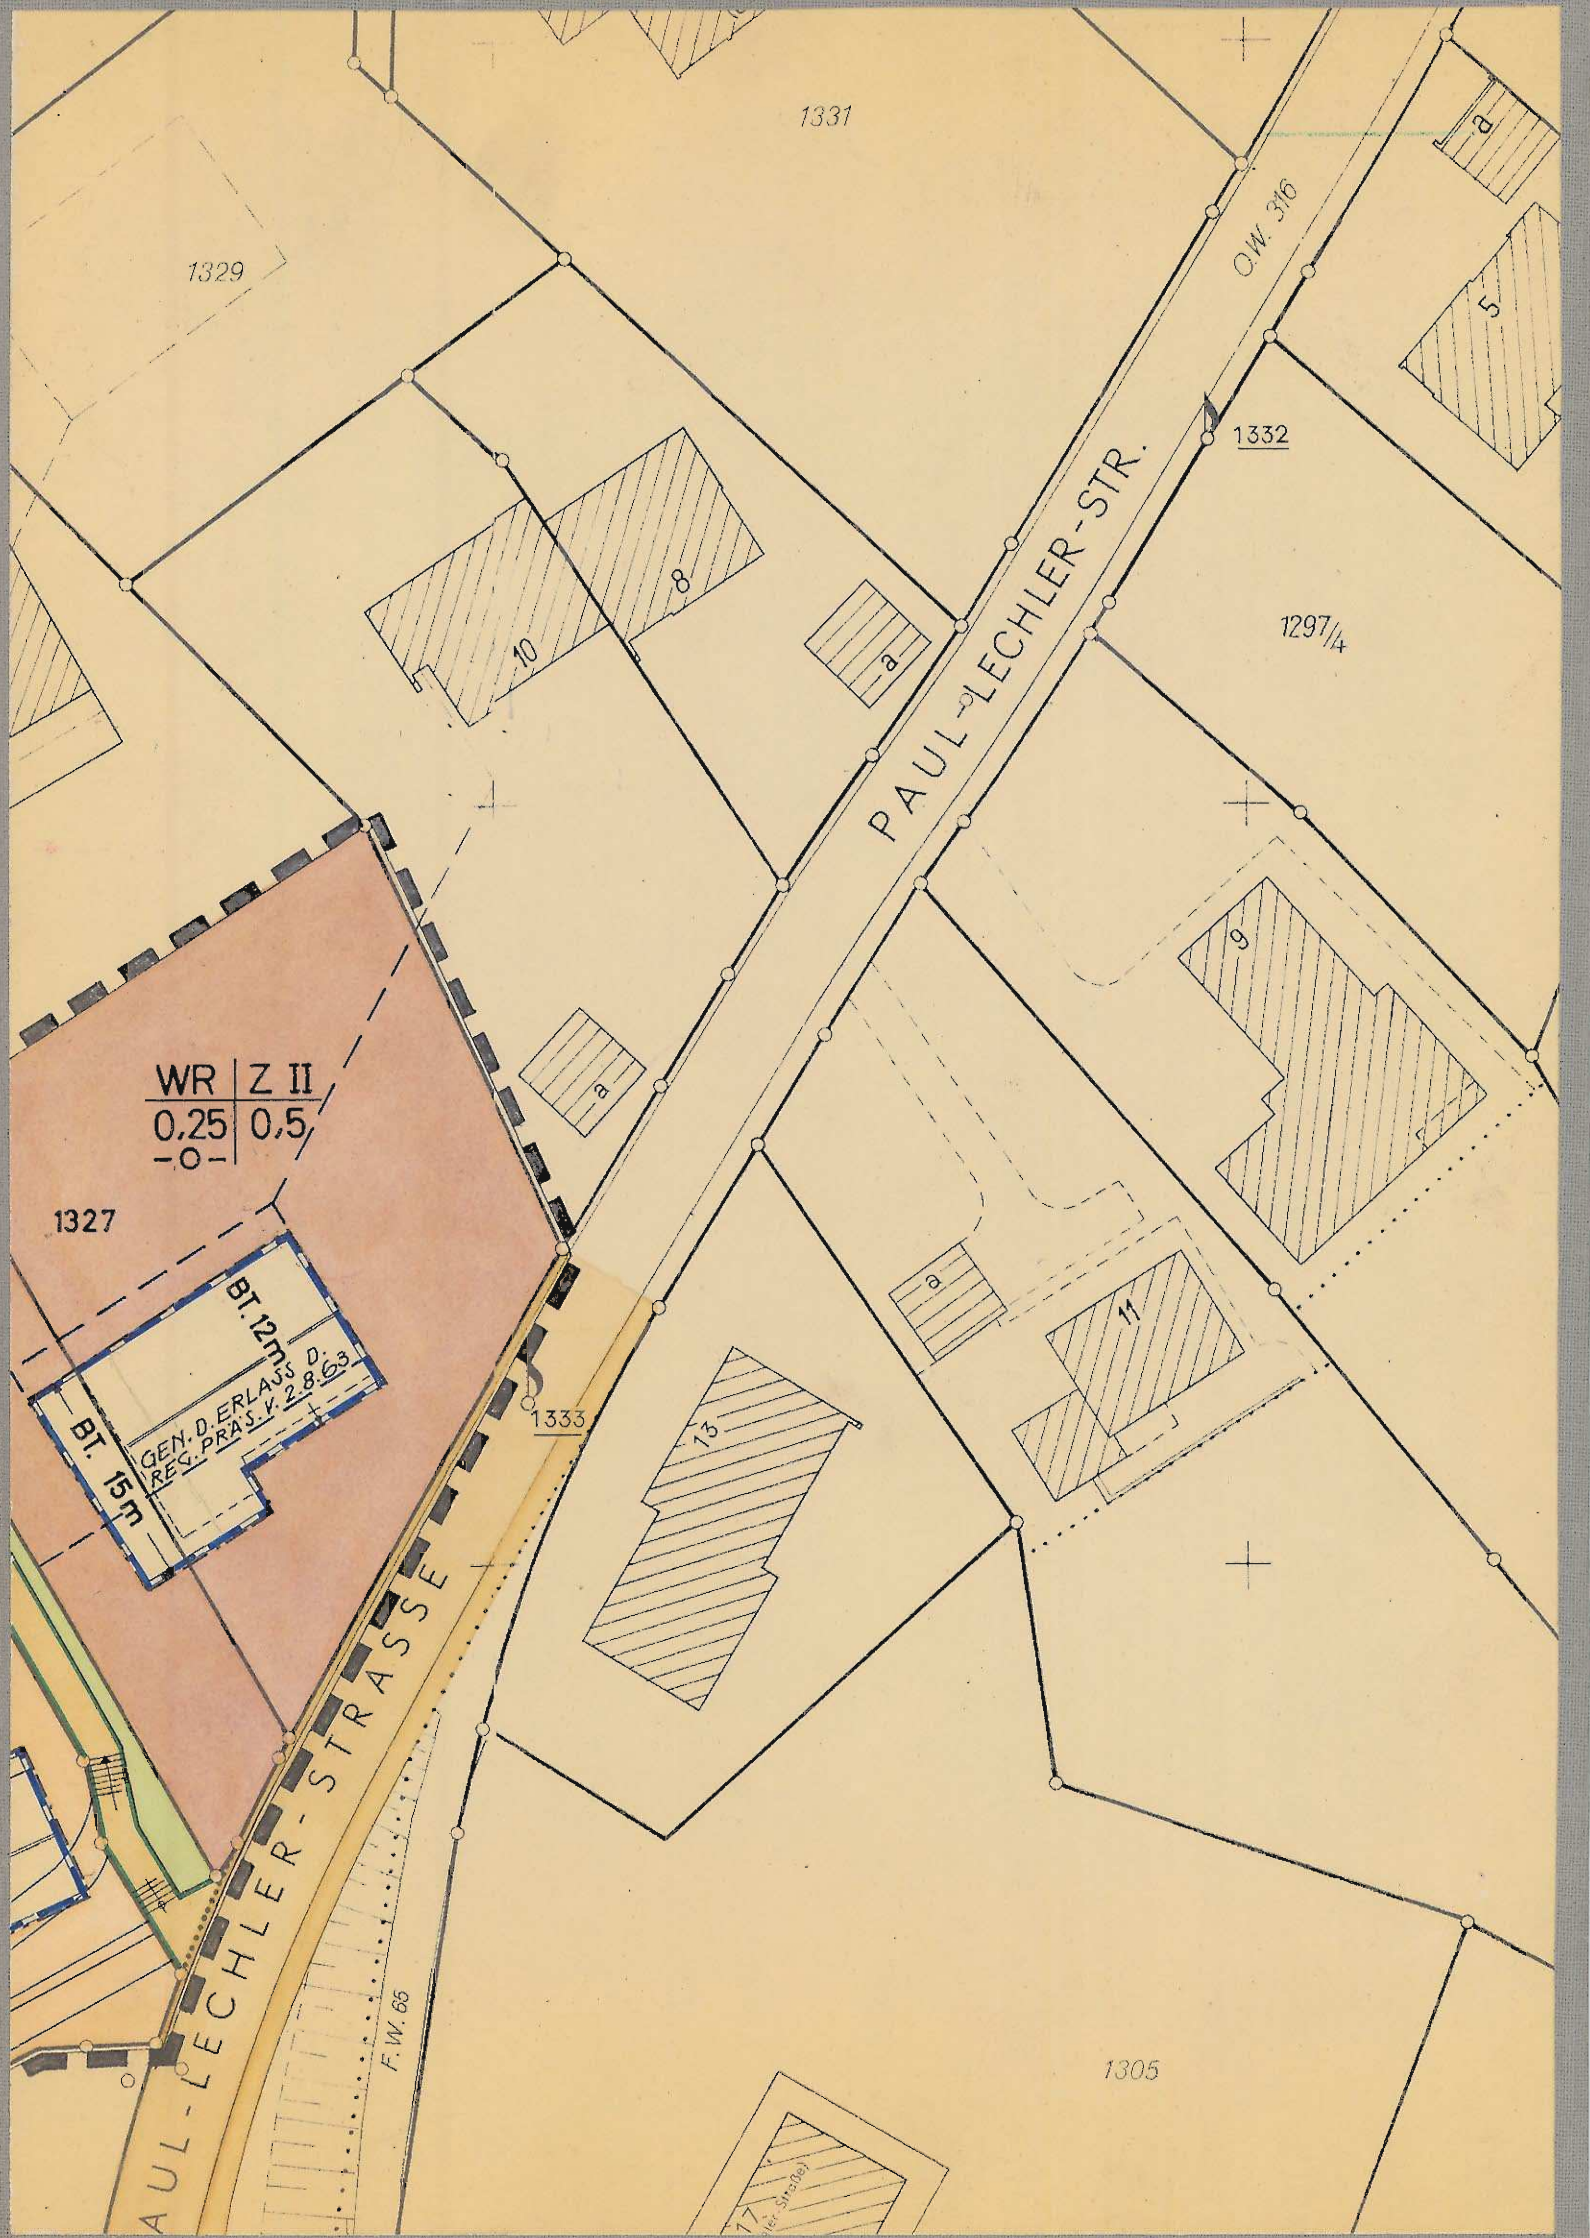 1331
a
O.W. 316
1329
5
1332
PAUL-LECHLER-STR.
8
10
1297/4
a
9
WR Z II
0,25 0,5
-O-
a
1327
a
11
BT. 12m
GEN. D. ERLASS D.
REG. PRÄS. V. 2.8.63
BT. 15m
1333
13
PAUL-LECHLER-STRASSE
F.W. 65
1305
17